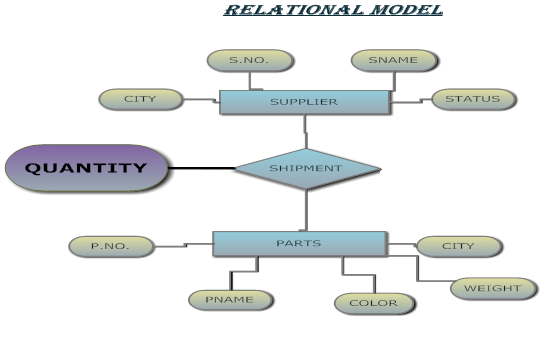 RELATIONAL MODEL
S.NO.
SNAME
CITY
SUPPLIER
STATUS
QUANTITY
SHIPMENT
P.NO.
PARTS
CITY
PNAME
COLOR
WEIGHT